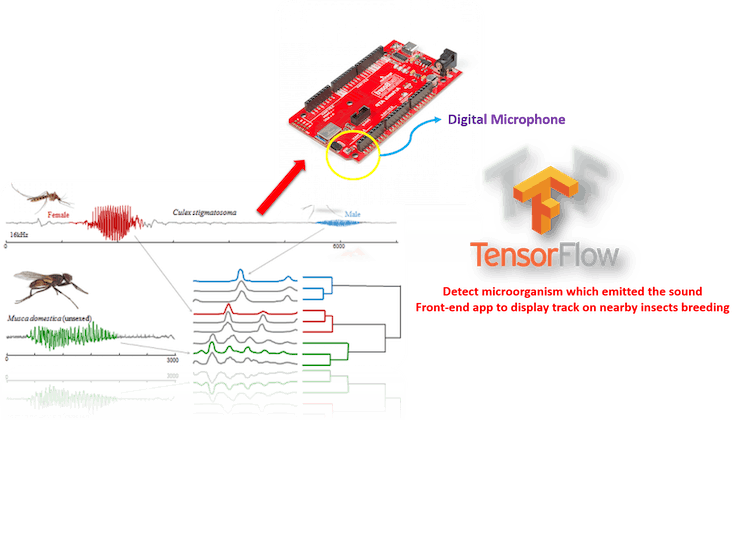 Digital Microphone
Female
Culex stigmatosoma
Male
16kHz
6000
TensorFlow
Detect microorganism which emitted the sound
Front-end app to display track on nearby insects breeding
Musca domestica (unsexed)
0
3000
3000